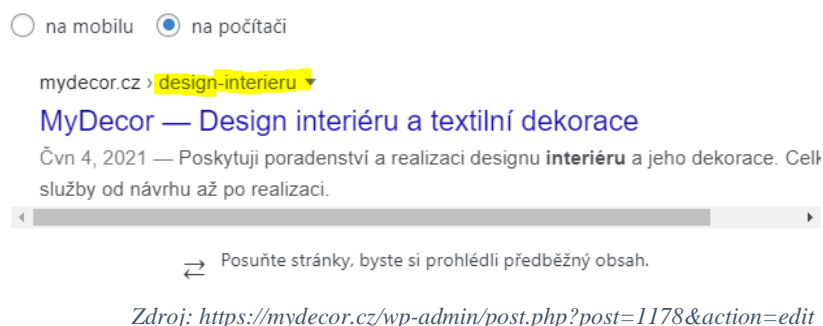 na mobilu na počítači
mydecor.cz › design-interieru
MyDecor — Design interiéru a textilní dekorace
Čvn 4, 2021 — Poskytuji poradenství a realizaci designu interiéru a jeho dekorace.
služby od návrhu až po realizaci.
Posuňte stránky, byste si prohlédli předběžný obsah.
Zdroj: https://mydecor.cz/wp-admin/post.php?post=1178&action=edit